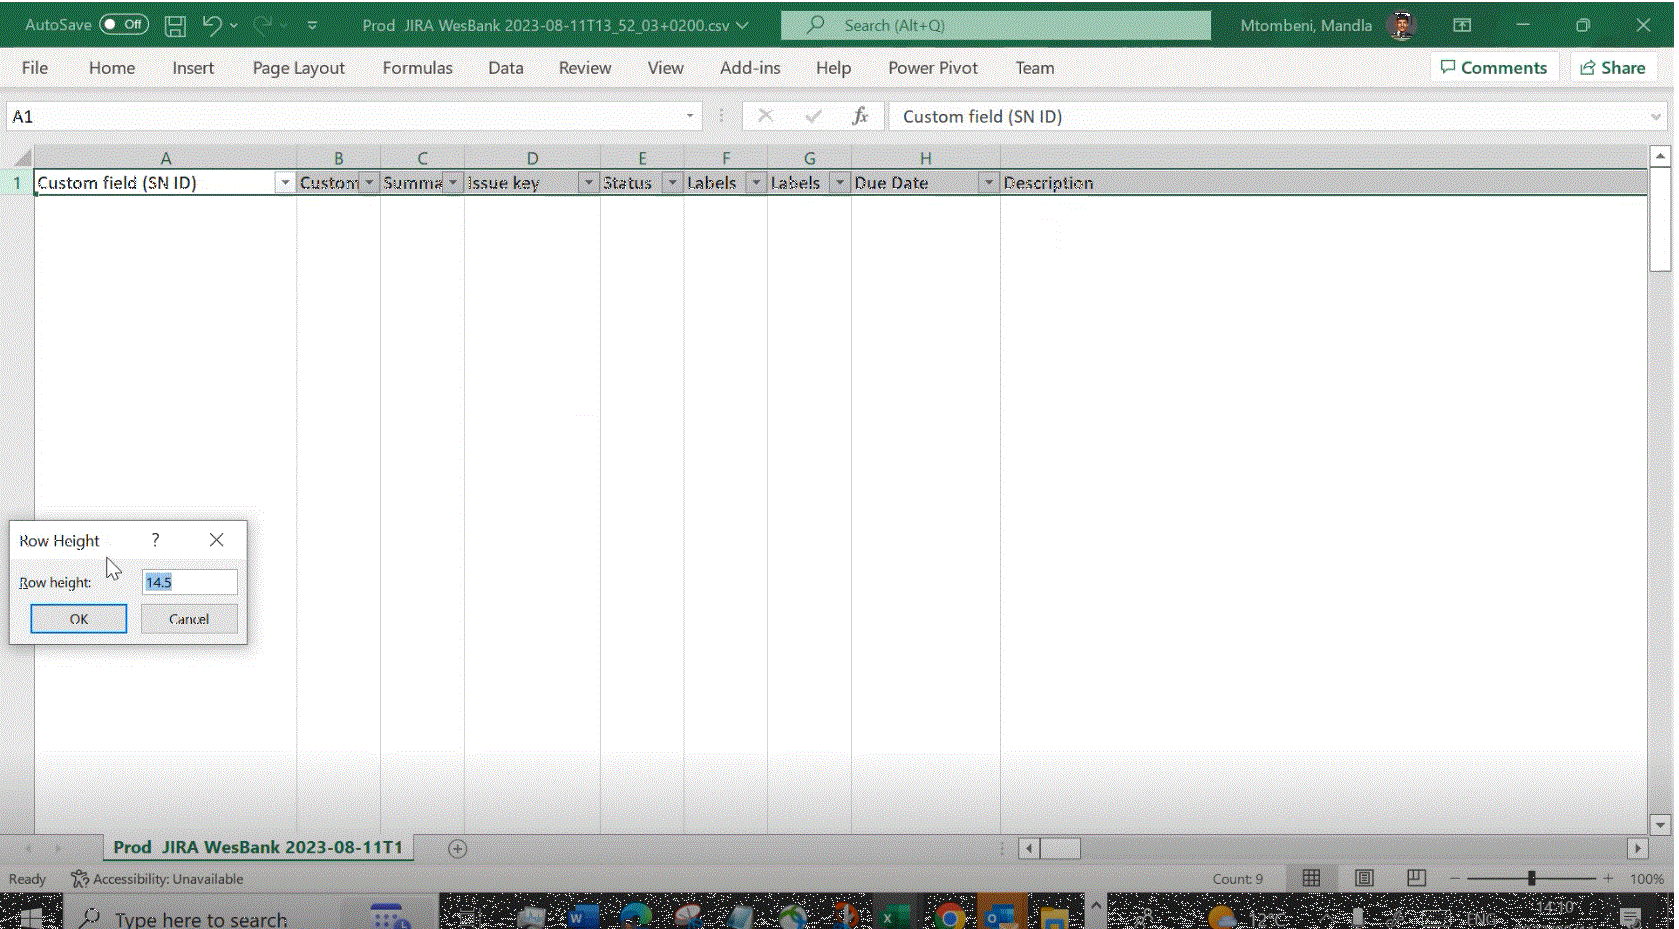 AutoSave Off Prod JIRA WesBank 2023-08-11T13_52_03+0200.csv Search (Alt+Q) Mtombeni, Mandla
File Home Insert Page Layout Formulas Data Review View Add-ins Help Power Pivot Team Comments Share
A1 fx Custom field (SN ID)
A B C D E F G H
1 Custom field (SN ID) Custom Summa Issue key Status Labels Labels Due Date Description
Row Height ?
Row height: 14.5
OK Cancel
Prod JIRA WesBank 2023-08-11T1
Ready Accessibility: Unavailable Count: 9 100%
Type here to search 12°C ENG 14:10